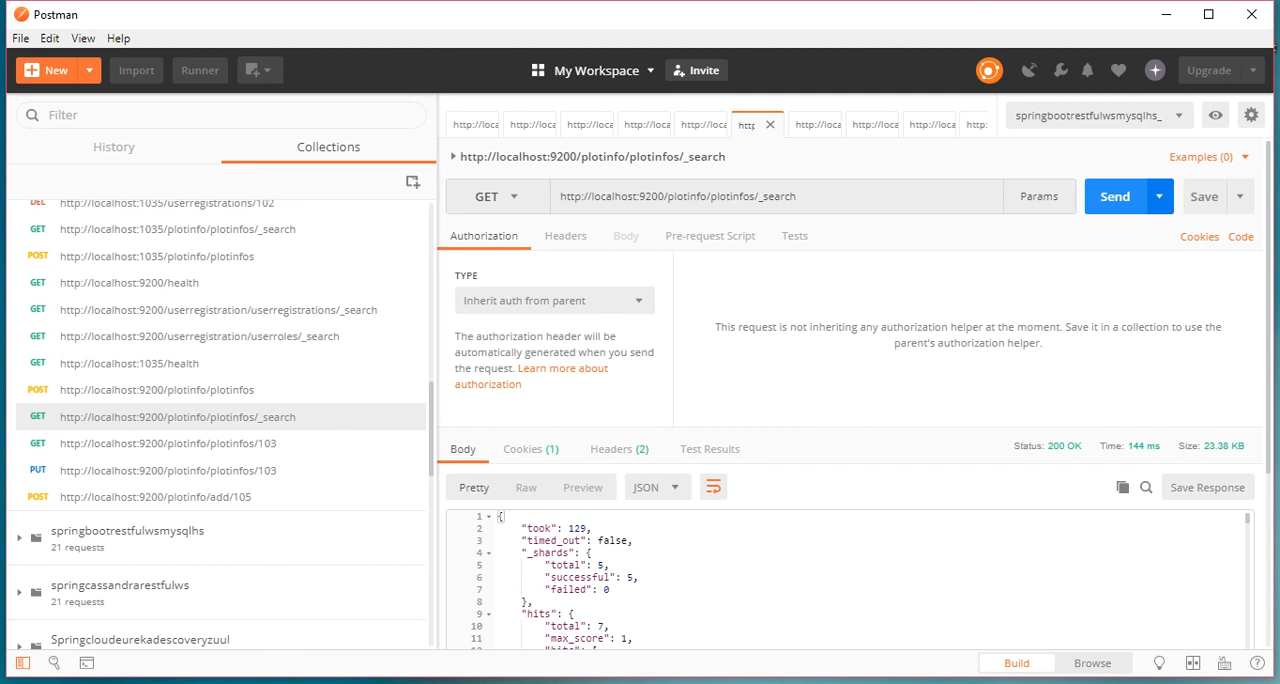 Postman
File Edit View Help
New Import Runner My Workspace Invite Upgrade
Filter
History Collections
DEL http://localhost:1035/userregistrations/102
GET http://localhost:1035/plotinfo/plotinfos/_search
POST http://localhost:1035/plotinfo/plotinfos
GET http://localhost:9200/health
GET http://localhost:9200/userregistration/userregistrations/_search
GET http://localhost:9200/userregistration/userroles/_search
GET http://localhost:1035/health
POST http://localhost:9200/plotinfo/plotinfos
GET http://localhost:9200/plotinfo/plotinfos/_search
GET http://localhost:9200/plotinfo/plotinfos/103
PUT http://localhost:9200/plotinfo/plotinfos/103
POST http://localhost:9200/plotinfo/add/105
springbootrestfulwsmysqlhs
21 requests
springcassandrarestfulws
21 requests
Springcloudeurekadescoveryzuul
http://loca http://loca http://loca http://loca http://loca http http://loca http://loca http://loca http: springbootrestfulwsmysqlhs_
http://localhost:9200/plotinfo/plotinfos/_search Examples (0)
GET http://localhost:9200/plotinfo/plotinfos/_search Params Send Save
Authorization Headers Body Pre-request Script Tests Cookies Code
TYPE
Inherit auth from parent
The authorization header will be
automatically generated when you send
the request. Learn more about
authorization
This request is not inheriting any authorization helper at the moment. Save it in a collection to use the
parent's authorization helper.
Body Cookies (1) Headers (2) Test Results Status: 200 OK Time: 144 ms Size: 23.38 KB
Pretty Raw Preview JSON Save Response
1 {
2 "took": 129,
3 "timed_out": false,
4 "_shards": {
5 "total": 5,
6 "successful": 5,
7 "failed": 0
8 },
9 "hits": {
10 "total": 7,
11 "max_score": 1,
Build Browse